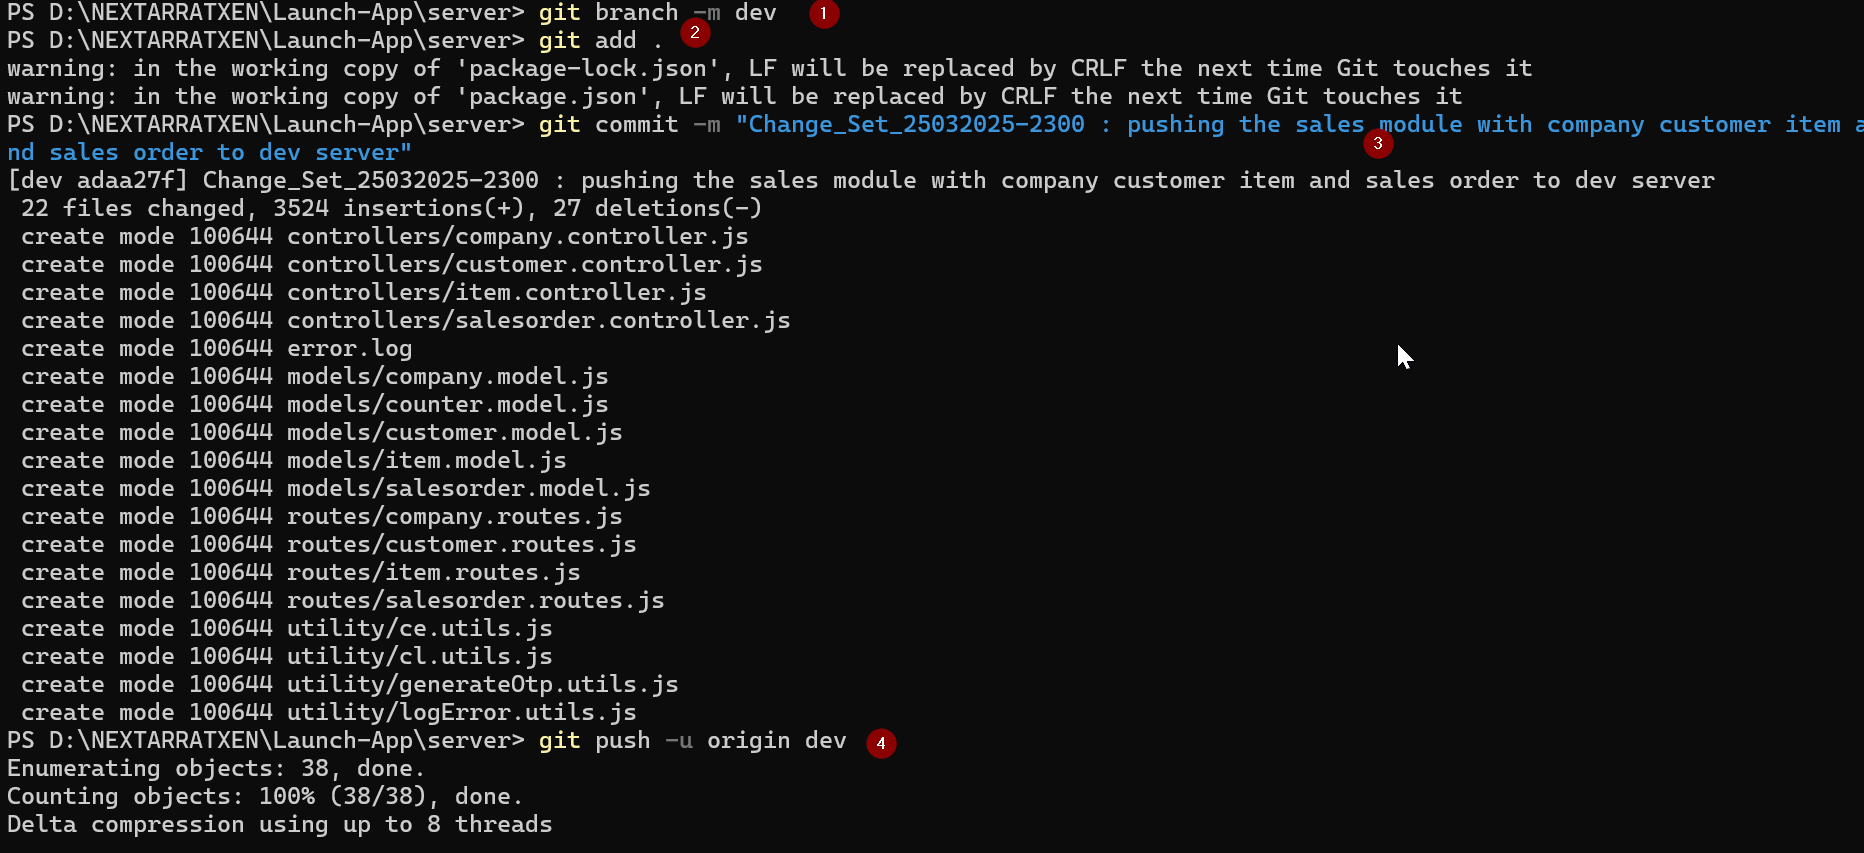 PS D:\NEXTARRATXEN\Launch-App\server> git branch -m dev 1
PS D:\NEXTARRATXEN\Launch-App\server> git add . 2
warning: in the working copy of 'package-lock.json', LF will be replaced by CRLF the next time Git touches it
warning: in the working copy of 'package.json', LF will be replaced by CRLF the next time Git touches it
PS D:\NEXTARRATXEN\Launch-App\server> git commit -m "Change_Set_25032025-2300 : pushing the sales module with company customer item a
nd sales order to dev server" 3
[dev adaa27f] Change_Set_25032025-2300 : pushing the sales module with company customer item and sales order to dev server
 22 files changed, 3524 insertions(+), 27 deletions(-)
 create mode 100644 controllers/company.controller.js
 create mode 100644 controllers/customer.controller.js
 create mode 100644 controllers/item.controller.js
 create mode 100644 controllers/salesorder.controller.js
 create mode 100644 error.log
 create mode 100644 models/company.model.js
 create mode 100644 models/counter.model.js
 create mode 100644 models/customer.model.js
 create mode 100644 models/item.model.js
 create mode 100644 models/salesorder.model.js
 create mode 100644 routes/company.routes.js
 create mode 100644 routes/customer.routes.js
 create mode 100644 routes/item.routes.js
 create mode 100644 routes/salesorder.routes.js
 create mode 100644 utility/ce.utils.js
 create mode 100644 utility/cl.utils.js
 create mode 100644 utility/generateOtp.utils.js
 create mode 100644 utility/logError.utils.js
PS D:\NEXTARRATXEN\Launch-App\server> git push -u origin dev 4
Enumerating objects: 38, done.
Counting objects: 100% (38/38), done.
Delta compression using up to 8 threads